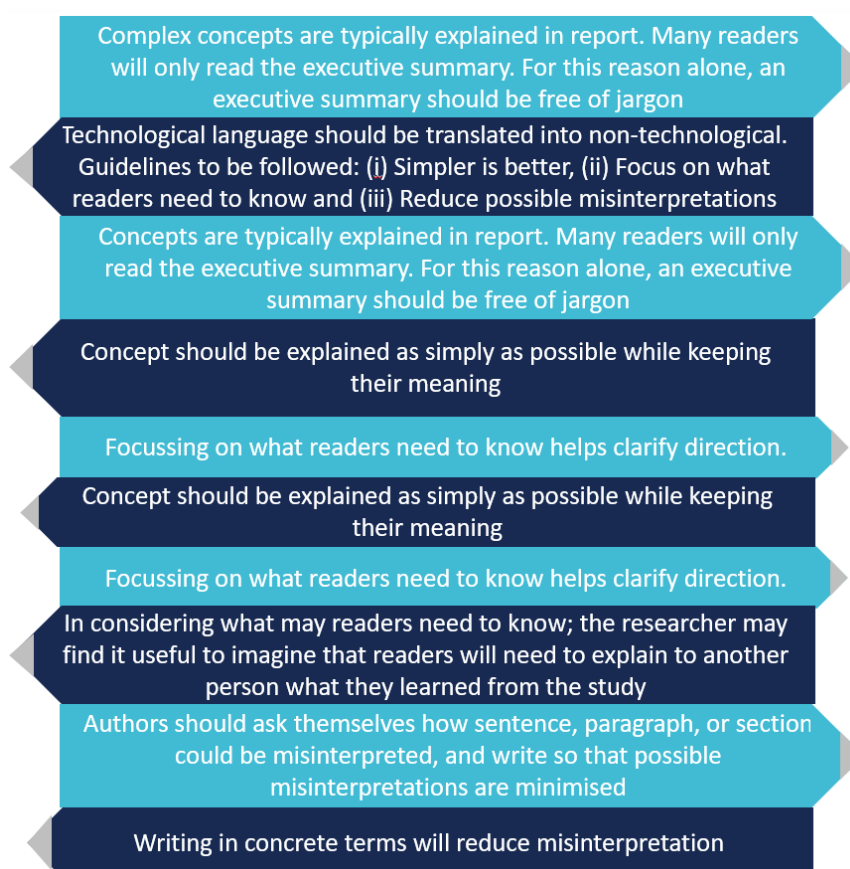 Complex concepts are typically explained in report. Many readers
will only read the executive summary. For this reason alone, an
executive summary should be free of jargon
Technological language should be translated into non-technological.
Guidelines to be followed: (i) Simpler is better, (ii) Focus on what
readers need to know and (iii) Reduce possible misinterpretations
Concepts are typically explained in report. Many readers will only
read the executive summary. For this reason alone, an executive
summary should be free of jargon
Concept should be explained as simply as possible while keeping
their meaning
Focussing on what readers need to know helps clarify direction.
Concept should be explained as simply as possible while keeping
their meaning
Focussing on what readers need to know helps clarify direction.
In considering what may readers need to know; the researcher may
find it useful to imagine that readers will need to explain to another
person what they learned from the study
Authors should ask themselves how sentence, paragraph, or section
could be misinterpreted, and write so that possible
misinterpretations are minimised
Writing in concrete terms will reduce misinterpretation